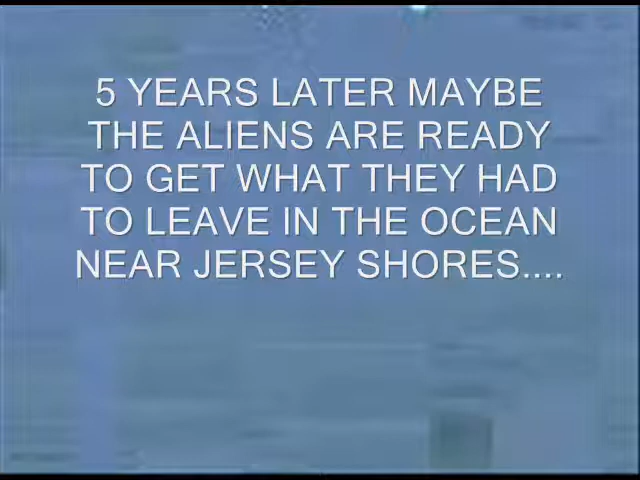 5 YEARS LATER MAYBE
THE ALIENS ARE READY
TO GET WHAT THEY HAD
TO LEAVE IN THE OCEAN
NEAR JERSEY SHORES....